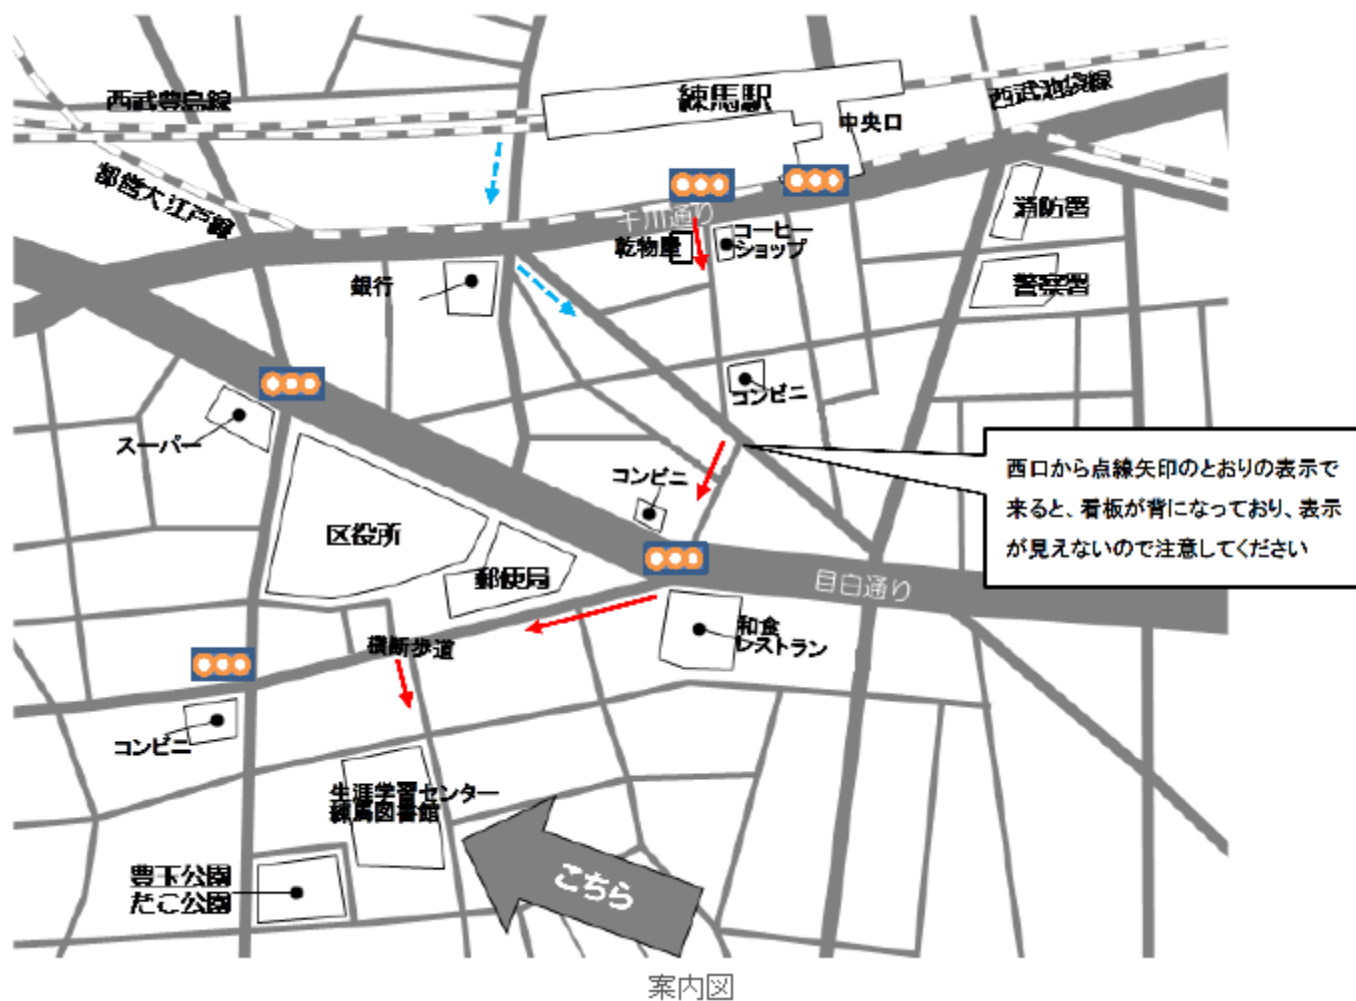 西武豊島線
練馬駅
西武池袋線
中央口
都営大江戸線
千川通り
消防署
乾物屋
コーヒー
ショップ
銀行
警察署
コンビニ
スーパー
コンビニ
西口から点線矢印のとおりの表示で
来ると、看板が背になっており、表示
が見えないので注意してください
区役所
郵便局
目白通り
和食
レストラン
横断歩道
コンビニ
生涯学習センター
練馬図書館
豊玉公園
たこ公園
こちら
案内図